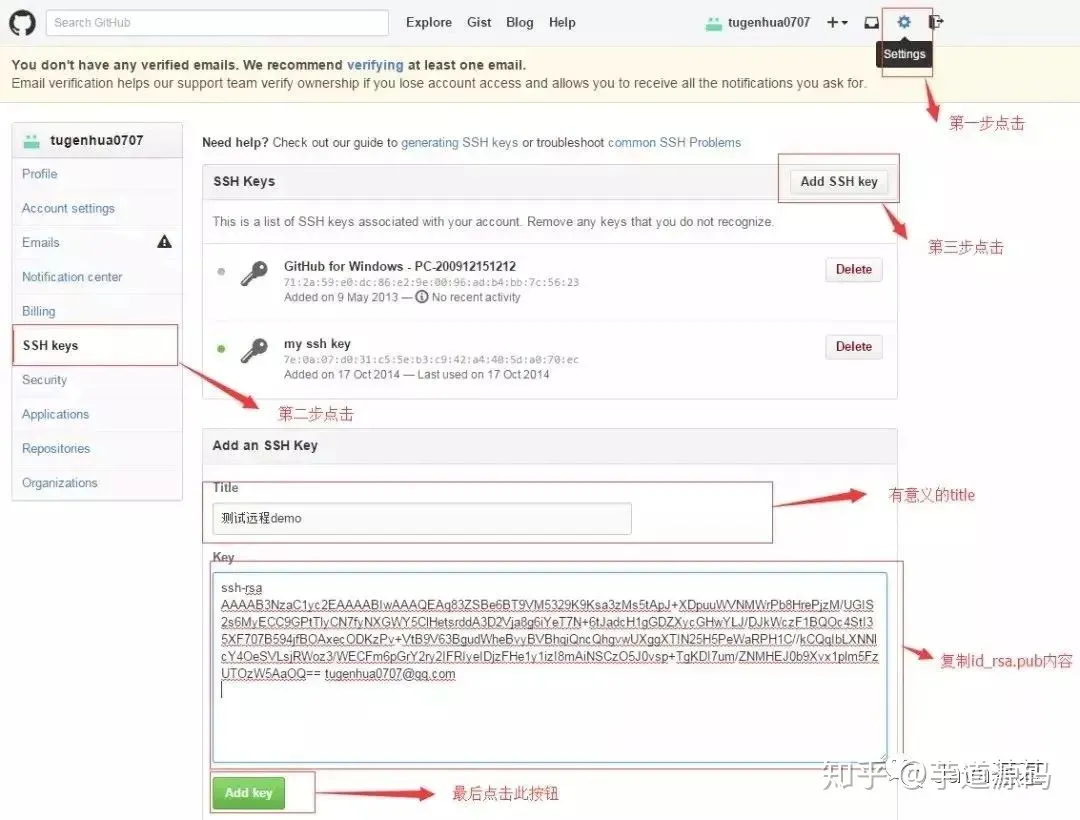 Search GitHub
Explore Gist Blog Help
tugenhua0707
Settings
You don't have any verified emails. We recommend verifying at least one email.
Email verification helps our support team verify ownership if you lose account access and allows you to receive all the notifications you ask for.
第一步点击
tugenhua0707
Profile
Account settings
Emails
Notification center
Billing
SSH keys
Security
Applications
Repositories
Organizations
第二步点击
Need help? Check out our guide to generating SSH keys or troubleshoot common SSH Problems
SSH Keys
Add SSH key
第三步点击
This is a list of SSH keys associated with your account. Remove any keys that you do not recognize.
GitHub for Windows - PC-200912151212
71:2a:59:e0:dc:86:e2:9e:00:96:ad:b4:bb:7c:56:23
Added on 9 May 2013 — No recent activity
Delete
my ssh key
7e:0a:07:d0:31:c5:5e:b3:c9:42:a4:40:5d:a0:70:ec
Added on 17 Oct 2014 — Last used on 17 Oct 2014
Delete
Add an SSH Key
Title
测试远程demo
有意义的title
Key
ssh-rsa
AAAAB3NzaC1yc2EAAAABIwAAAQEAq83ZSBe6BT9VM5329K9Ksa3zMs5tApJ+XDpuuWVNMWrPb8HrePjzM/UGIS
2s6MyECC9GPtTlyCN7fyNXGWY5ClHetsrddA3D2Vja8g6iYeT7N+6tJadcH1gGDZXycGHwYLJ/DJkWczF1BQOc4StI3
5XF707B594jfBOAxecODKzPv+VtB9V63BgudWheBvyBVBhqiQncQhgvwUXggXTIN25H5PeWaRPH1C//kCQqIbLXNNI
cY4OeSVLsjRWoz3/WECFm6pGrY2ry2IFRlyeIDjzFHe1y1izI8mAiNSCzO5J0vsp+TgKDI7um/ZNMHEJ0b9Xvx1plm5Fz
UTOzW5AaOQ== tugenhua0707@qq.com
复制id_rsa.pub内容
Add key
最后点击此按钮
知乎 @芋道源码